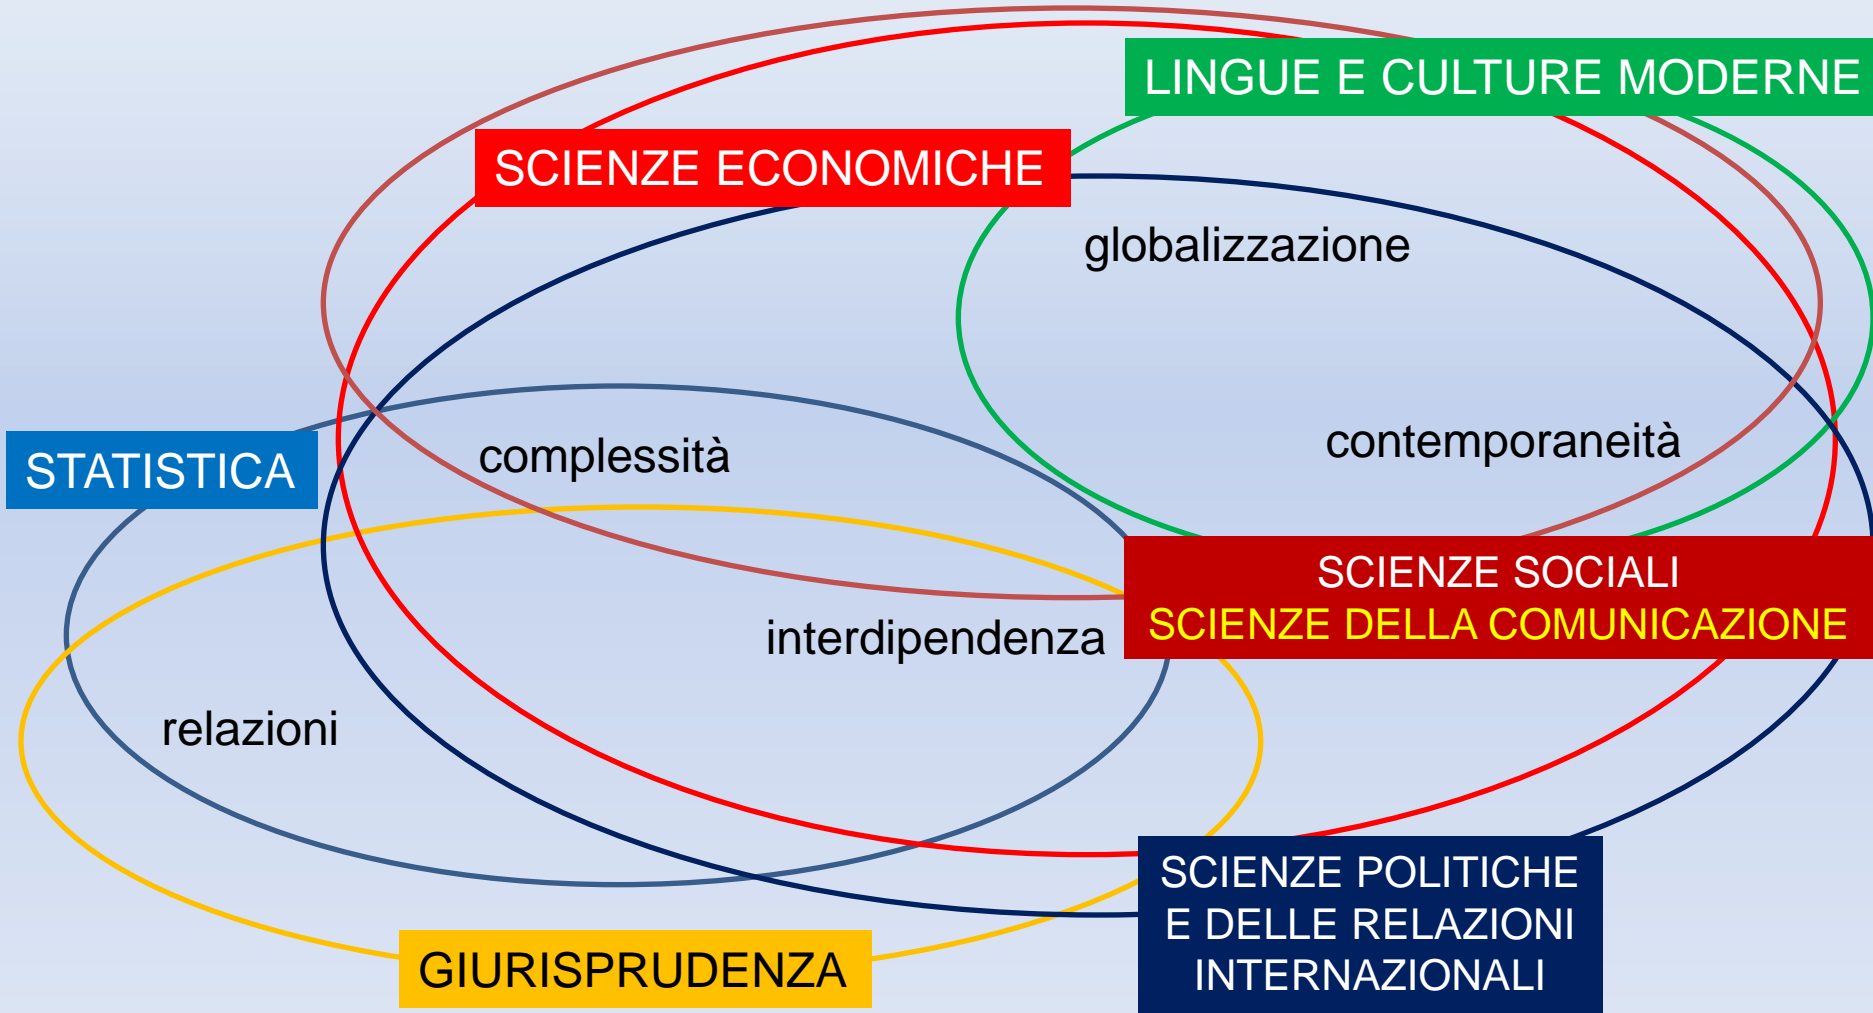 LINGUE E CULTURE MODERNE
SCIENZE ECONOMICHE
globalizzazione
contemporaneità
complessità
STATISTICA
SCIENZE SOCIALI
SCIENZE DELLA COMUNICAZIONE
interdipendenza
relazioni
SCIENZE POLITICHE
E DELLE RELAZIONI
INTERNAZIONALI
GIURISPRUDENZA